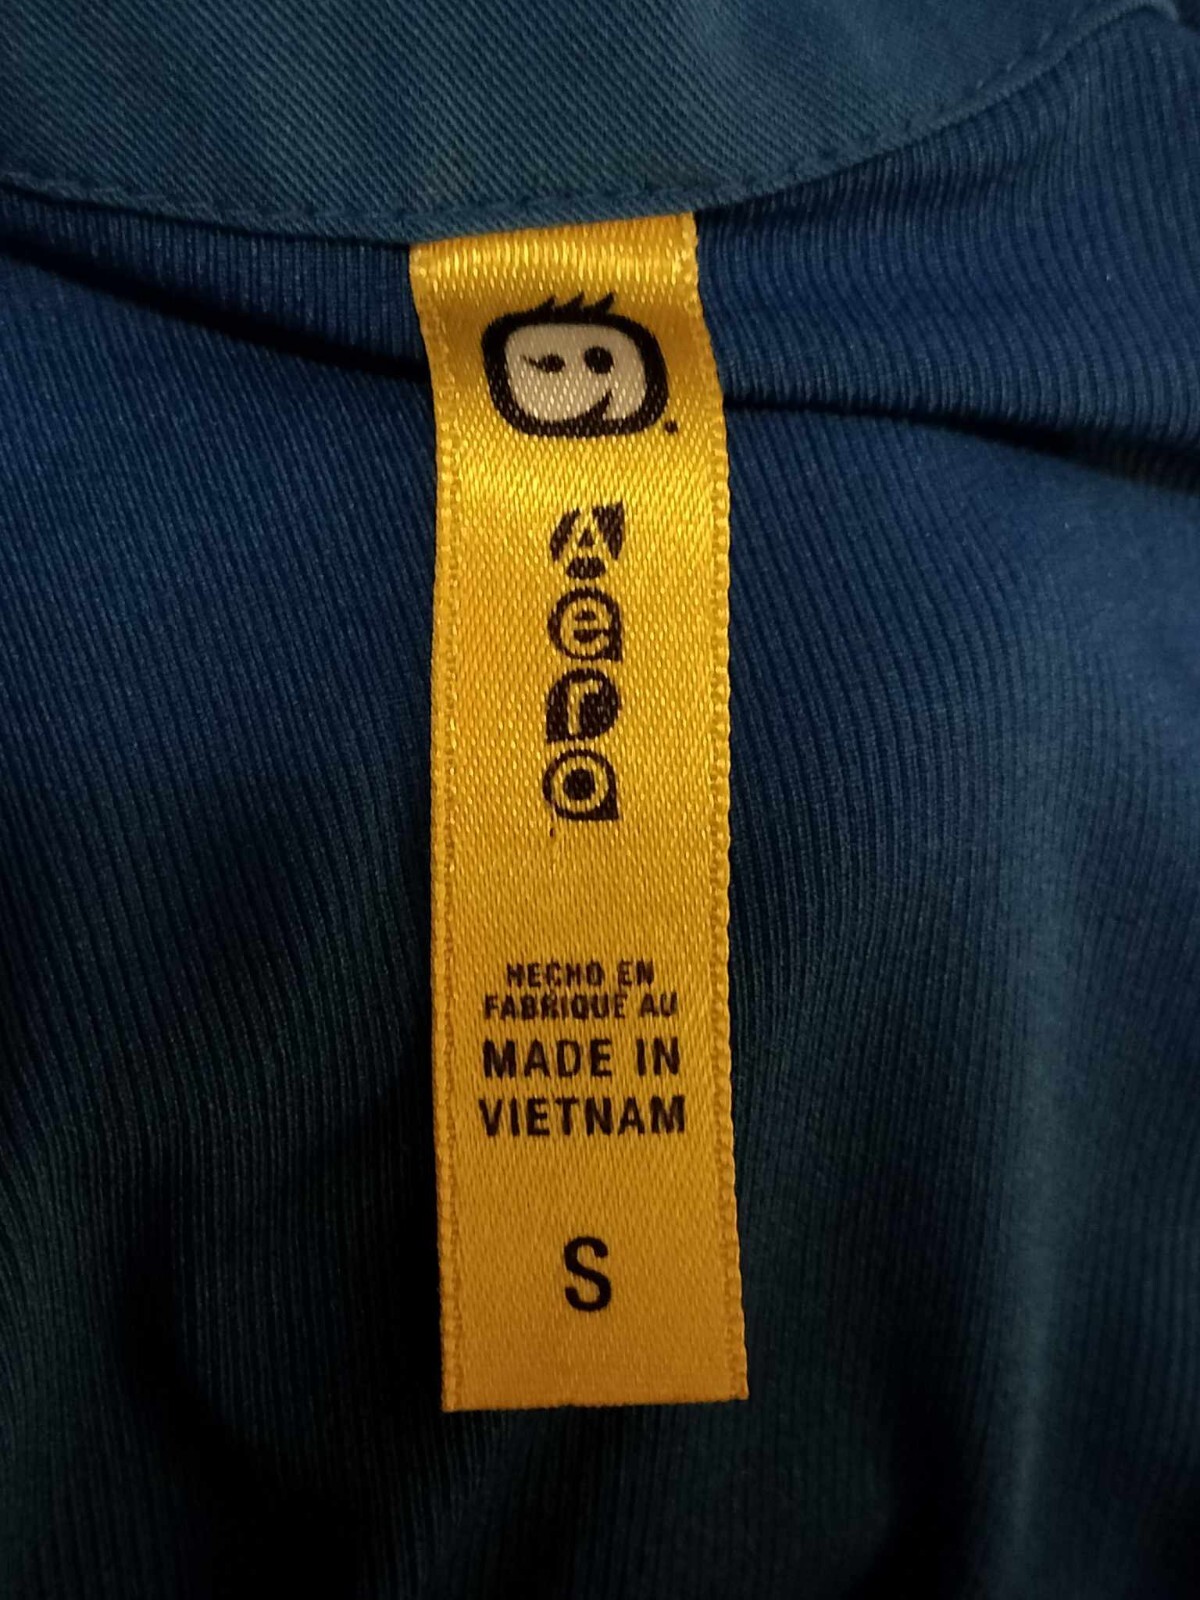 Aero
HECHO EN
FABRIQUE AU
MADE IN
VIETNAM
S